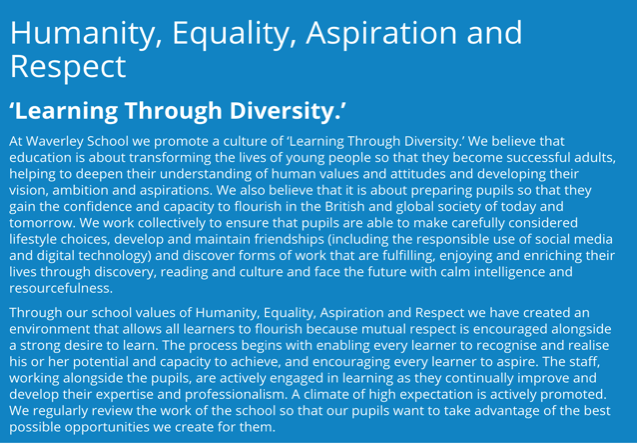 Humanity, Equality, Aspiration and
Respect
‘Learning Through Diversity.’
At Waverley School we promote a culture of ‘Learning Through Diversity.’ We believe that
education is about transforming the lives of young people so that they become successful adults,
helping to deepen their understanding of human values and attitudes and developing their
vision, ambition and aspirations. We also believe that it is about preparing pupils so that they
gain the confidence and capacity to flourish in the British and global society of today and
tomorrow. We work collectively to ensure that pupils are able to make carefully considered
lifestyle choices, develop and maintain friendships (including the responsible use of social media
and digital technology) and discover forms of work that are fulfilling, enjoying and enriching their
lives through discovery, reading and culture and face the future with calm intelligence and
resourcefulness.
Through our school values of Humanity, Equality, Aspiration and Respect we have created an
environment that allows all learners to flourish because mutual respect is encouraged alongside
a strong desire to learn. The process begins with enabling every learner to recognise and realise
his or her potential and capacity to achieve, and encouraging every learner to aspire. The staff,
working alongside the pupils, are actively engaged in learning as they continually improve and
develop their expertise and professionalism. A climate of high expectation is actively promoted.
We regularly review the work of the school so that our pupils want to take advantage of the best
possible opportunities we create for them.